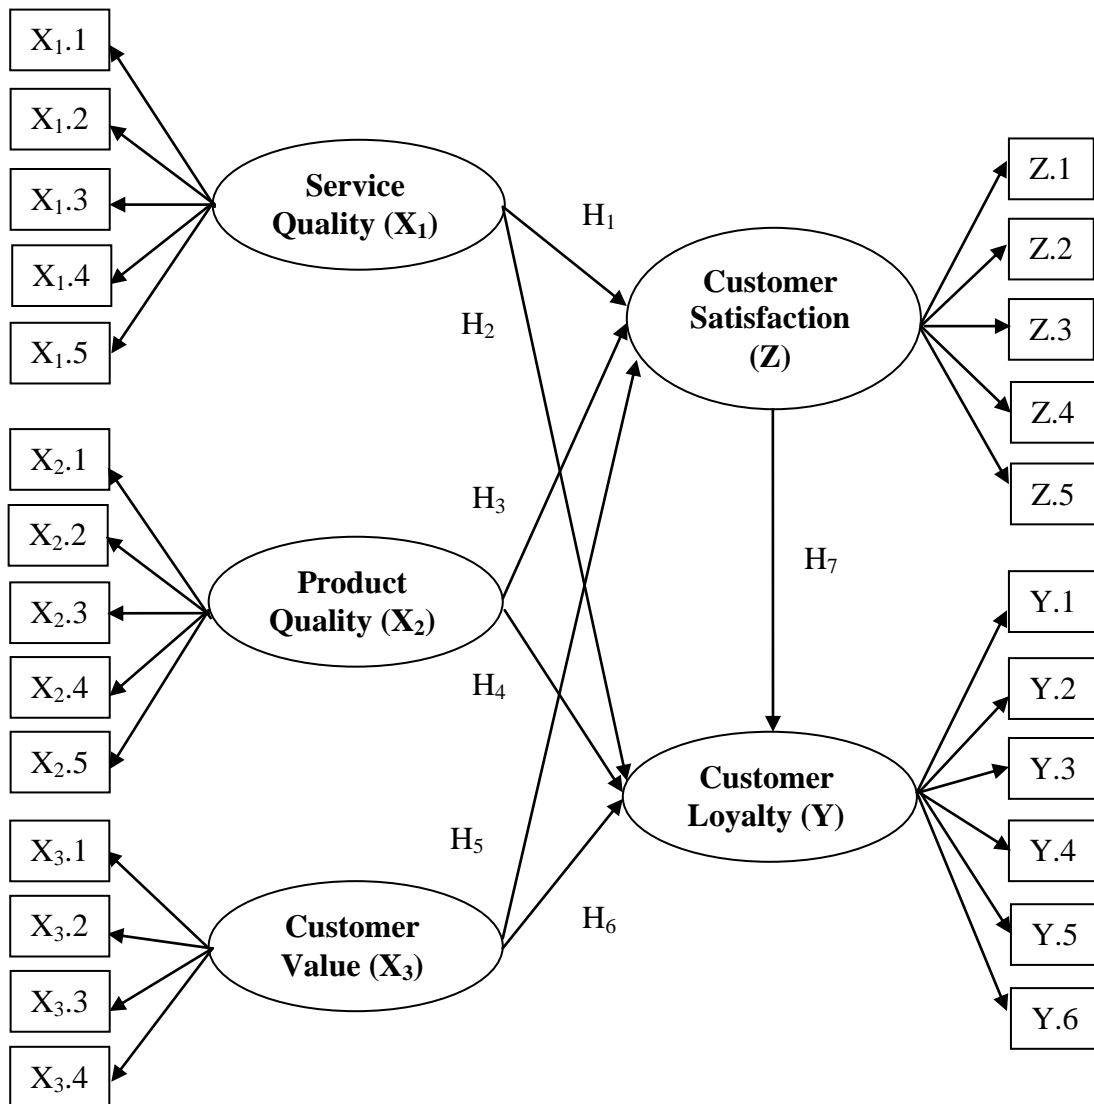 X₁.1
X₁.2
X₁.3
X₁.4
X₁.5
Service
Quality (X₁)
H₁
H₂
Customer
Satisfaction
(Z)
Z.1
Z.2
Z.3
Z.4
Z.5
X₂.1
X₂.2
X₂.3
X₂.4
X₂.5
Product
Quality (X₂)
H₃
H₄
H₇
X₃.1
X₃.2
X₃.3
X₃.4
Customer
Value (X₃)
H₅
H₆
Customer
Loyalty (Y)
Y.1
Y.2
Y.3
Y.4
Y.5
Y.6